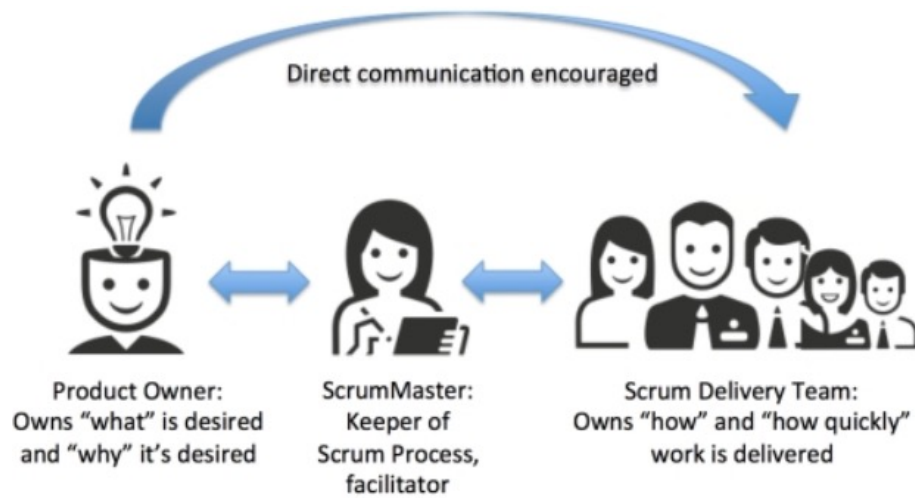 Direct communication encouraged
Product Owner:
Owns “what” is desired
and “why” it’s desired
ScrumMaster:
Keeper of
Scrum Process,
facilitator
Scrum Delivery Team:
Owns “how” and “how quickly”
work is delivered